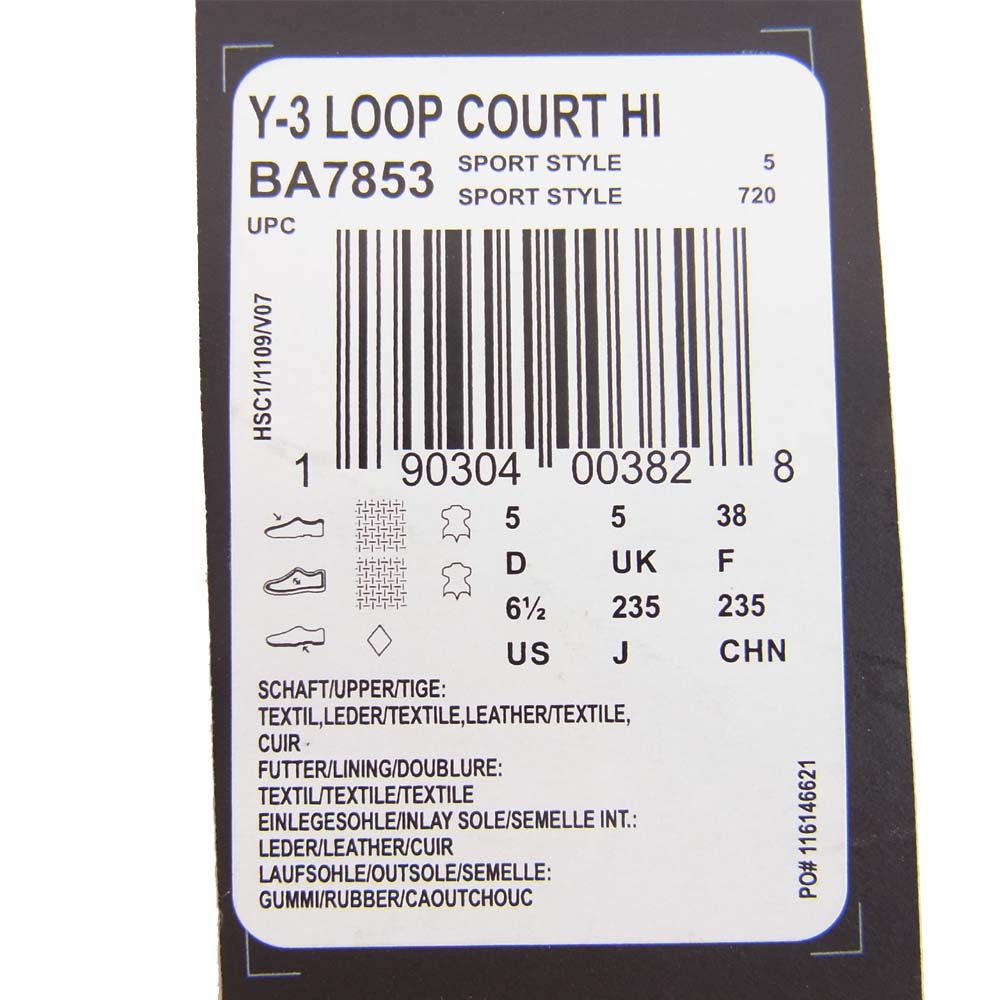 Y-3 LOOP COURT HI
BA7853 SPORT STYLE 5
SPORT STYLE 720
UPC
HSC1/1109/V07
1 90304 00382 8
5 5 38
D UK F
6½ 235 235
US J CHN
SCHAFT/UPPER/TIGE:
TEXTIL,LEDER/TEXTILE,LEATHER/TEXTILE,
CUIR
FUTTER/LINING/DOUBLURE:
TEXTIL/TEXTILE/TEXTILE
EINLEGESOHLE/INLAY SOLE/SEMELLE INT.:
LEDER/LEATHER/CUIR
LAUFSOHLE/OUTSOLE/SEMELLE:
GUMMI/RUBBER/CAOUTCHOUC
PO# 116146621